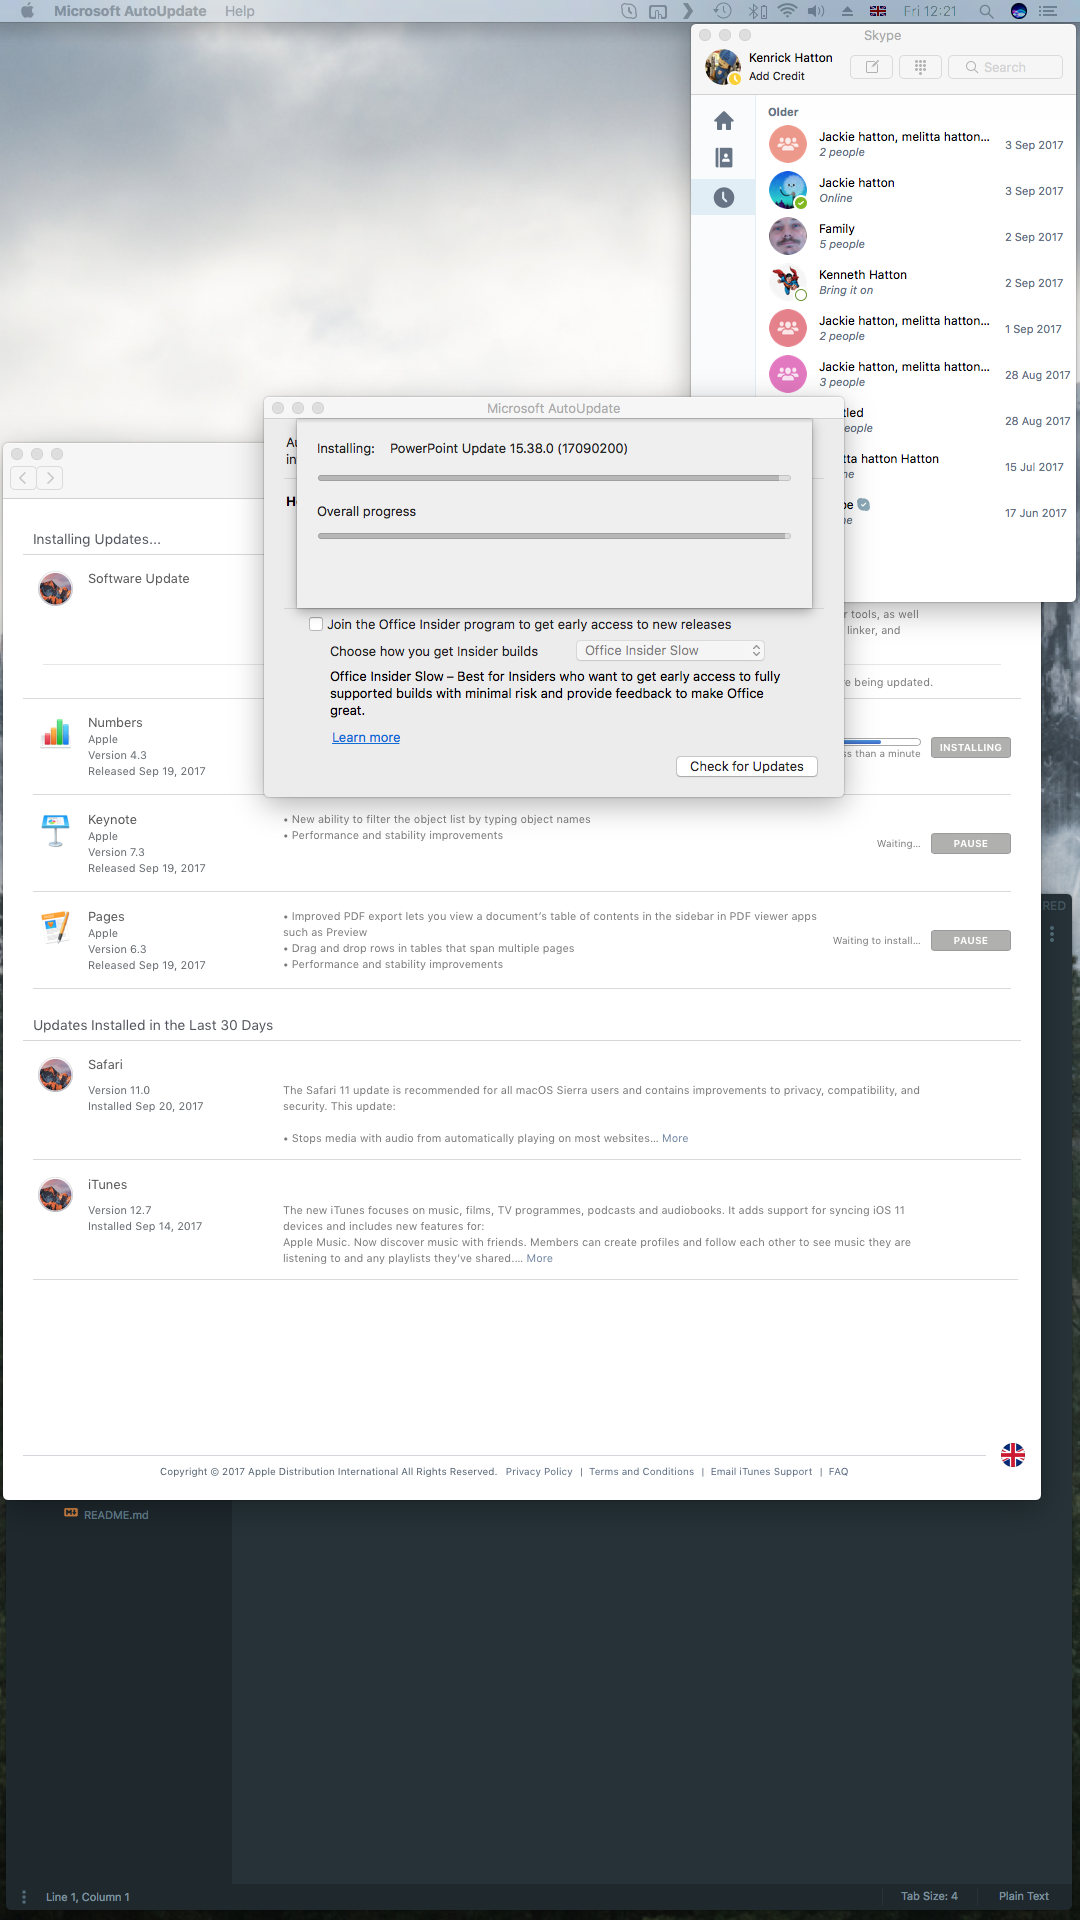 Microsoft AutoUpdate Help
Fri 12:21
Skype
Kenrick Hatton
Add Credit
Search
Older
Jackie hatton, melitta hatton...
2 people
3 Sep 2017
Jackie hatton
Online
3 Sep 2017
Family
5 people
2 Sep 2017
Kenneth Hatton
Bring it on
2 Sep 2017
Jackie hatton, melitta hatton...
2 people
1 Sep 2017
Jackie hatton, melitta hatton...
3 people
28 Aug 2017
tled
eople
28 Aug 2017
tta hatton Hatton
ne
15 Jul 2017
pe
ne
17 Jun 2017
Microsoft AutoUpdate
Installing: PowerPoint Update 15.38.0 (17090200)
Overall progress
Join the Office Insider program to get early access to new releases
Choose how you get Insider builds
Office Insider Slow
Office Insider Slow – Best for Insiders who want to get early access to fully
supported builds with minimal risk and provide feedback to make Office
great.
Learn more
Check for Updates
Installing Updates...
Software Update
r tools, as well
linker, and
e being updated.
Numbers
Apple
Version 4.3
Released Sep 19, 2017
ss than a minute
INSTALLING
Keynote
Apple
Version 7.3
Released Sep 19, 2017
• New ability to filter the object list by typing object names
• Performance and stability improvements
Waiting...
PAUSE
Pages
Apple
Version 6.3
Released Sep 19, 2017
• Improved PDF export lets you view a document's table of contents in the sidebar in PDF viewer apps
such as Preview
• Drag and drop rows in tables that span multiple pages
• Performance and stability improvements
Waiting to install...
PAUSE
RED
Updates Installed in the Last 30 Days
Safari
Version 11.0
Installed Sep 20, 2017
The Safari 11 update is recommended for all macOS Sierra users and contains improvements to privacy, compatibility, and
security. This update:
• Stops media with audio from automatically playing on most websites... More
iTunes
Version 12.7
Installed Sep 14, 2017
The new iTunes focuses on music, films, TV programmes, podcasts and audiobooks. It adds support for syncing iOS 11
devices and includes new features for:
Apple Music. Now discover music with friends. Members can create profiles and follow each other to see music they are
listening to and any playlists they've shared.... More
Copyright © 2017 Apple Distribution International All Rights Reserved. Privacy Policy | Terms and Conditions | Email iTunes Support | FAQ
README.md
Line 1, Column 1
Tab Size: 4
Plain Text